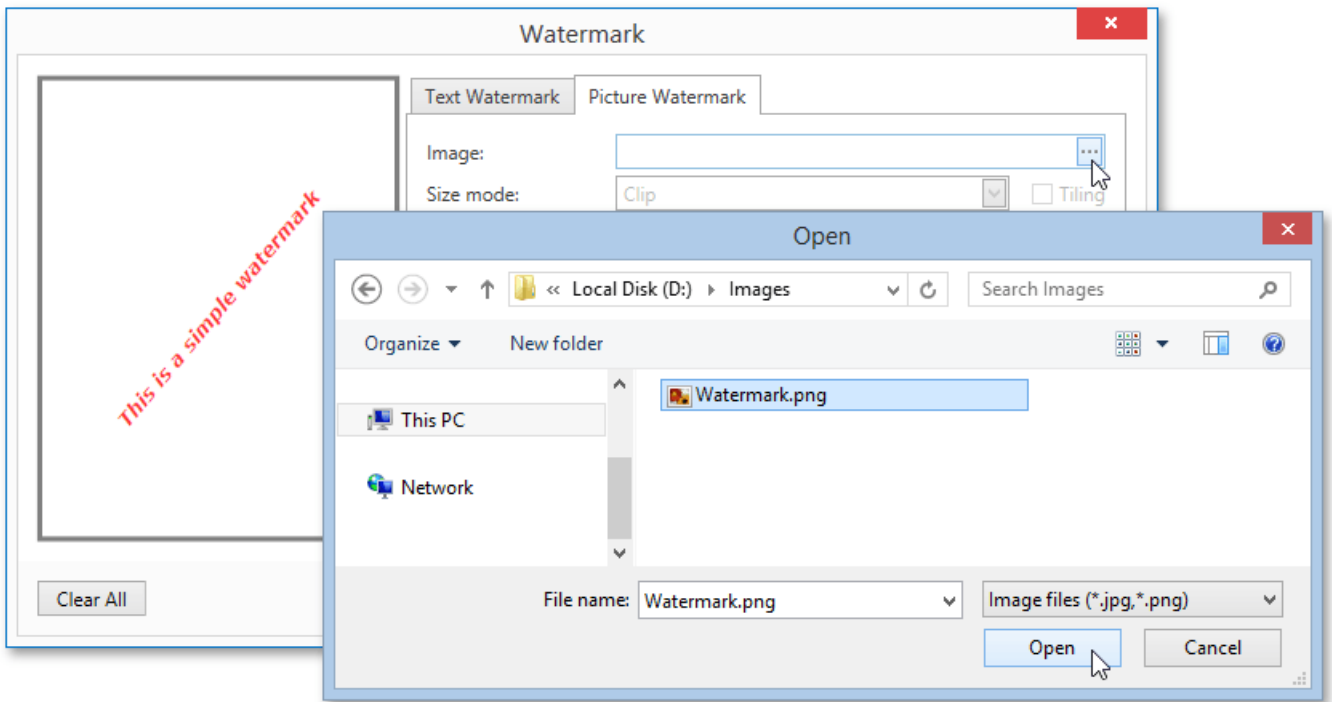 Watermark
Text Watermark
Picture Watermark
Image:
...
Size mode:
Clip
Tiling
This is a simple watermark
Clear All
Open
« Local Disk (D:)
Images
Search Images
Organize
New folder
This PC
Network
Watermark.png
File name:
Watermark.png
Image files (*.jpg,*.png)
Open
Cancel